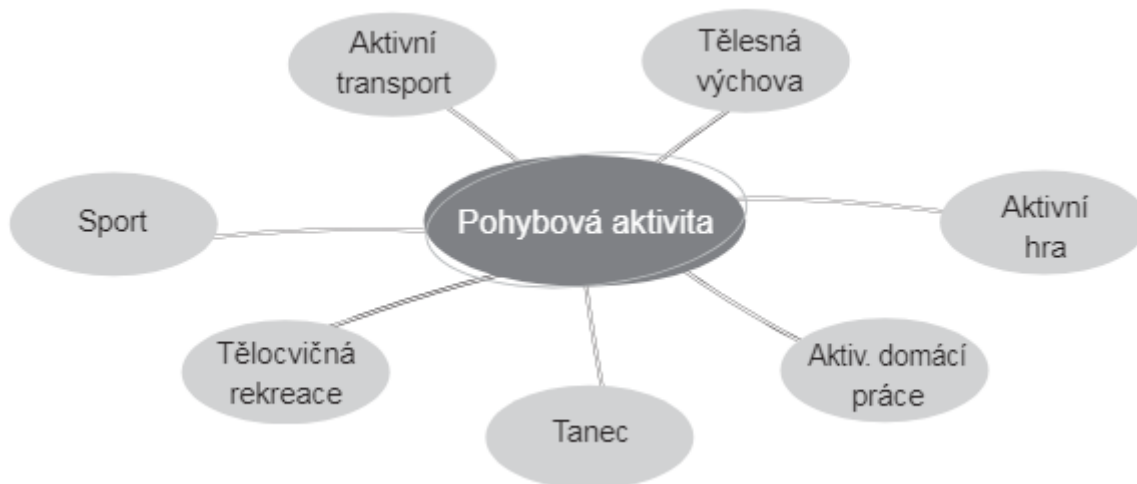 Aktivní
transport
Tělesná
výchova
Sport
Pohybová aktivita
Aktivní
hra
Tělocvičná
rekreace
Aktiv. domácí
práce
Tanec